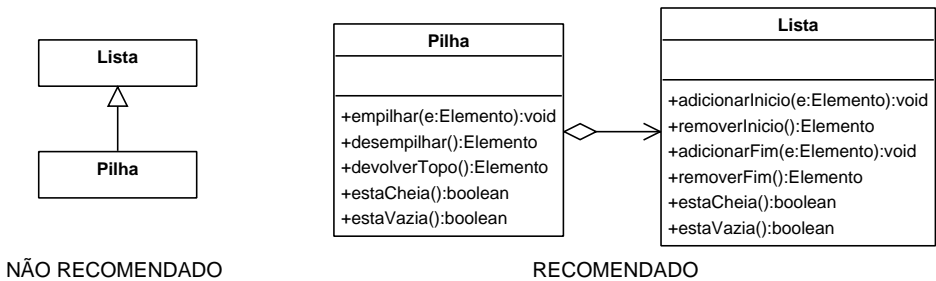 Lista
Pilha
NÃO RECOMENDADO
Pilha
+empilhar(e:Elemento):void
+desempilhar():Elemento
+devolverTopo():Elemento
+estaCheia():boolean
+estaVazia():boolean
Lista
+adicionarInicio(e:Elemento):void
+removerInicio():Elemento
+adicionarFim(e:Elemento):void
+removerFim():Elemento
+estaCheia():boolean
+estaVazia():boolean
RECOMENDADO